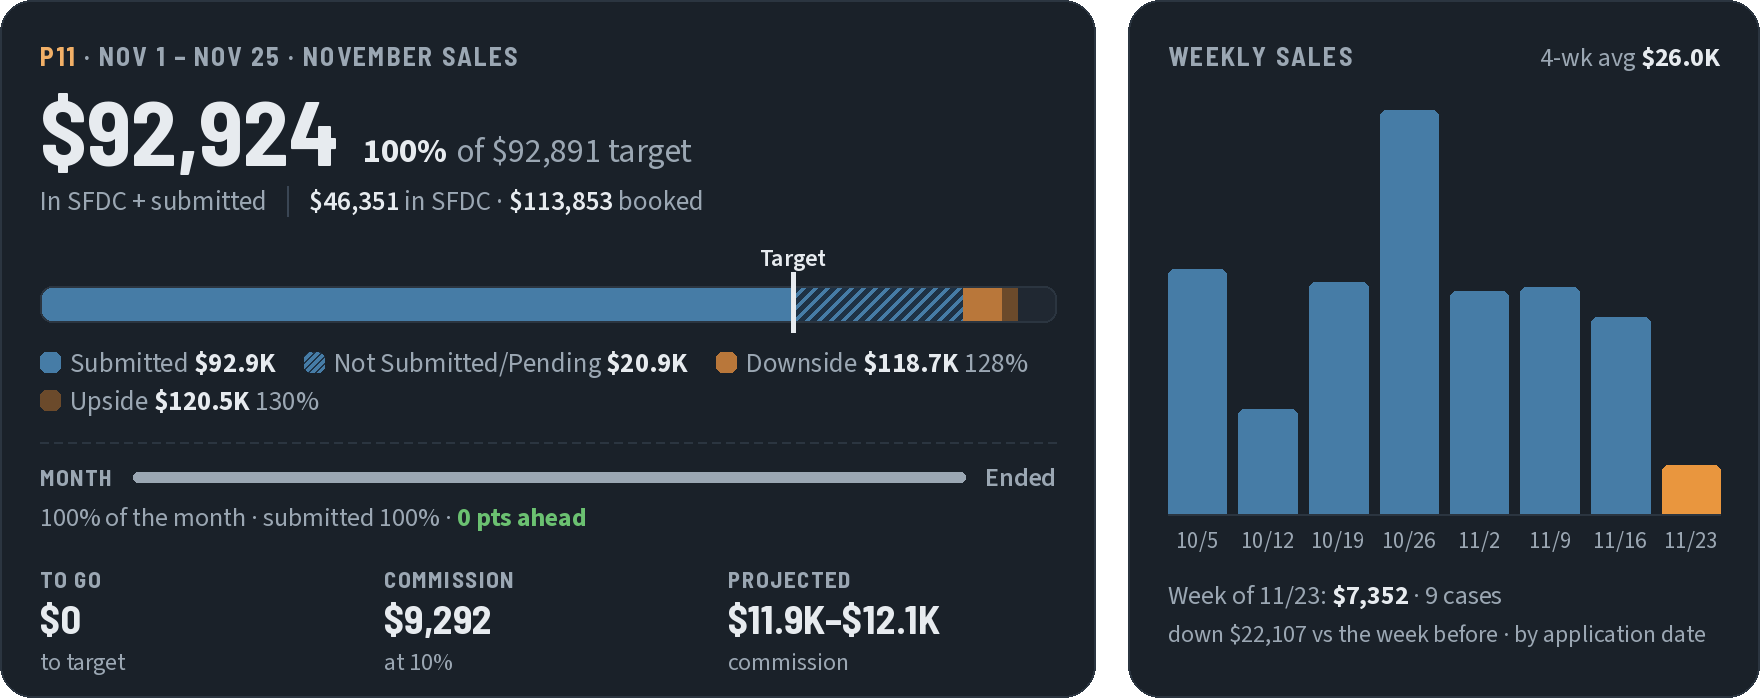 P11 · NOV 1 – NOV 25 · NOVEMBER SALES
$92,924 100% of $92,891 target
In SFDC + submitted | $46,351 in SFDC · $113,853 booked
Target
Submitted $92.9K Not Submitted/Pending $20.9K Downside $118.7K 128%
Upside $120.5K 130%
MONTH Ended
100% of the month · submitted 100% · 0 pts ahead
TO GO COMMISSION PROJECTED
$0 $9,292 $11.9K–$12.1K
to target at 10% commission
WEEKLY SALES 4-wk avg $26.0K
10/5 10/12 10/19 10/26 11/2 11/9 11/16 11/23
Week of 11/23: $7,352 · 9 cases
down $22,107 vs the week before · by application date